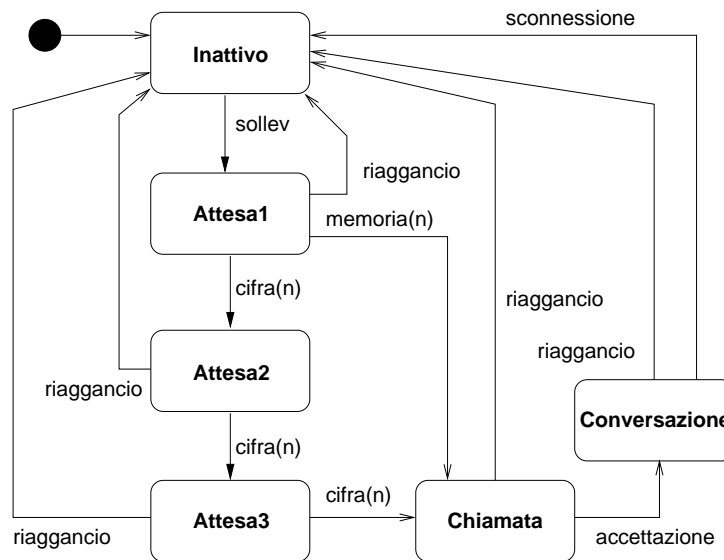 sconnessione
Inattivo
sollev
riaggancio
Attesa1
memoria(n)
cifra(n)
riaggancio
riaggancio
Attesa2
riaggancio
Conversazione
cifra(n)
cifra(n)
Attesa3
Chiamata
riaggancio
accettazione